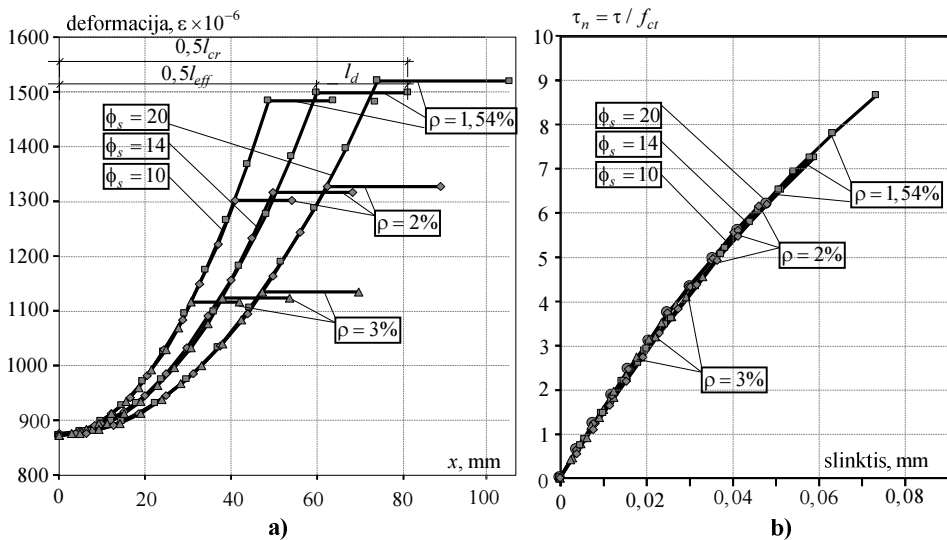 deformacija, ε ×10⁻⁶
1600
1500
1400
1300
1200
1100
1000
900
800
0,5l_cr
0,5l_eff
l_d
ϕ_s = 20
ϕ_s = 14
ϕ_s = 10
ρ = 1,54%
ρ = 2%
ρ = 3%
x, mm
0
20
40
60
80
100
a)
τ_n = τ / f_ct
10
9
8
7
6
5
4
3
2
1
0
ϕ_s = 20
ϕ_s = 14
ϕ_s = 10
ρ = 1,54%
ρ = 2%
ρ = 3%
slinktis, mm
0
0,02
0,04
0,06
0,08
b)